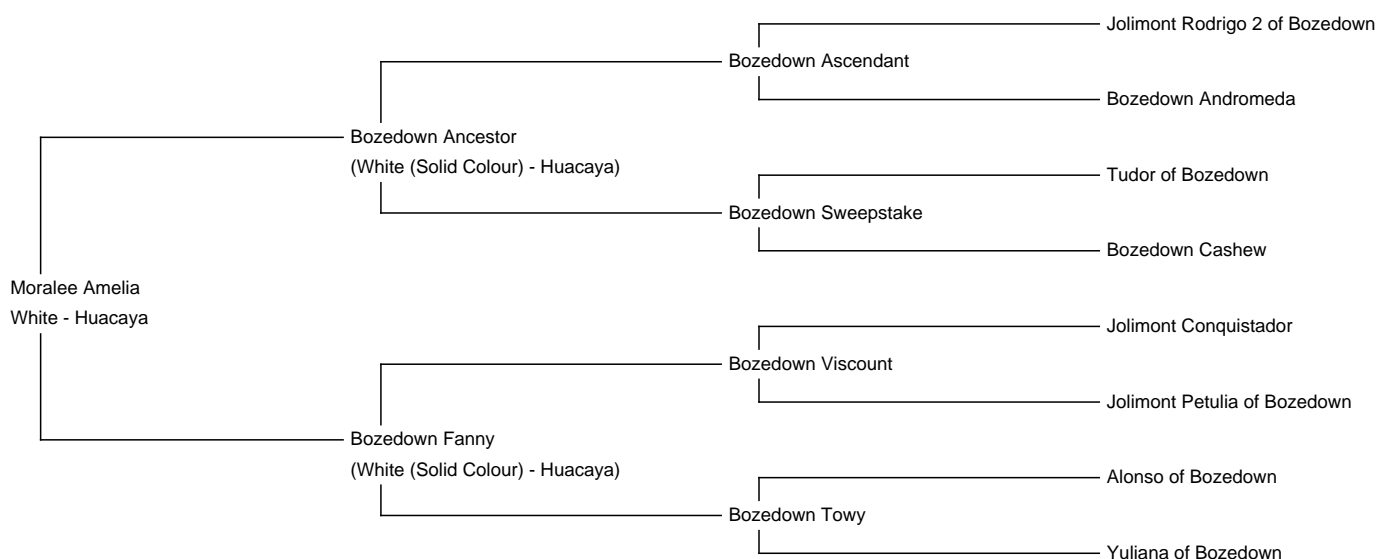 Jolimont Rodrigo 2 of Bozedown
Bozedown Ascendant
Bozedown Andromeda
Bozedown Ancestor
(White (Solid Colour) - Huacaya)
Tudor of Bozedown
Bozedown Sweepstake
Bozedown Cashew
Moralee Amelia
White - Huacaya
Jolimont Conquistador
Bozedown Viscount
Jolimont Petulia of Bozedown
Bozedown Fanny
(White (Solid Colour) - Huacaya)
Alonso of Bozedown
Bozedown Towy
Yuliana of Bozedown